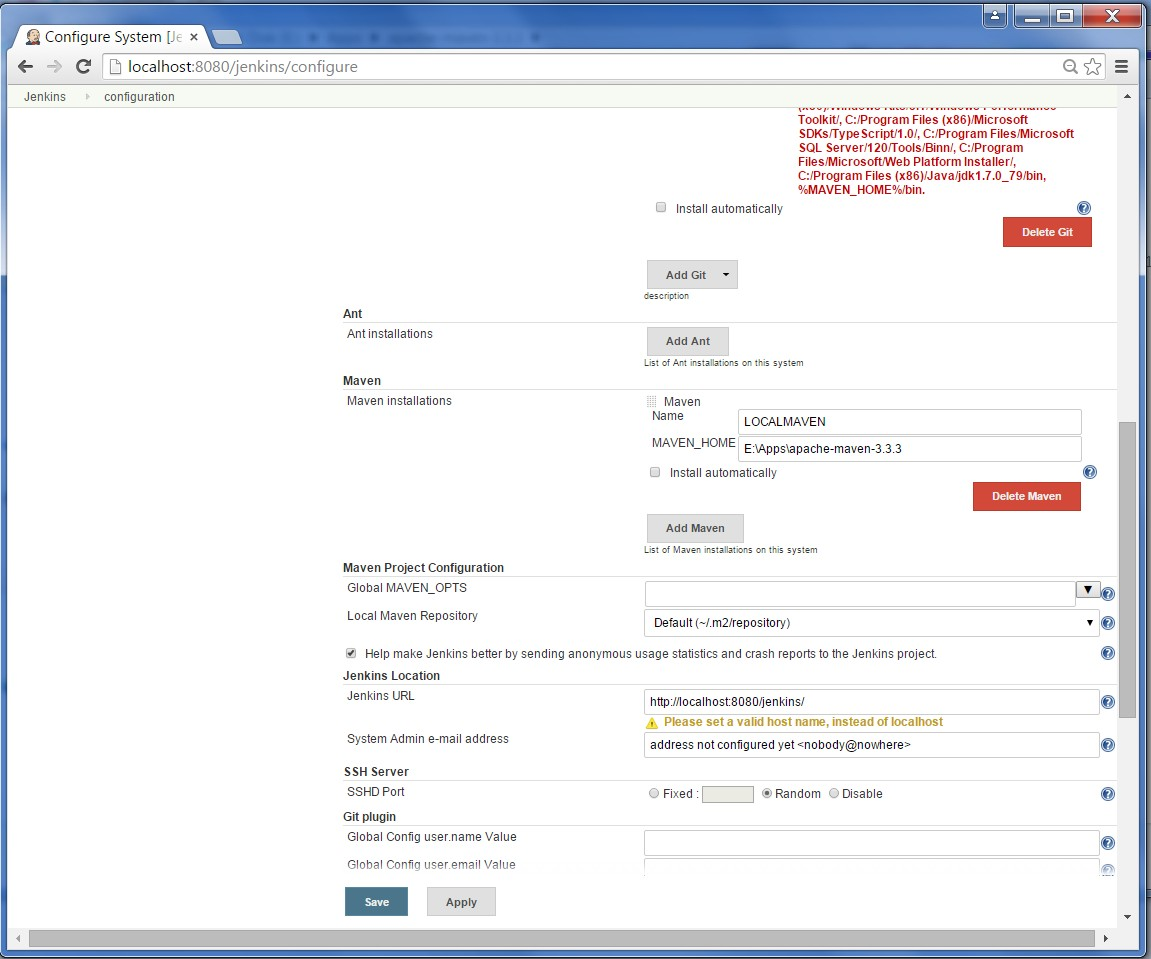 Configure System [Je
localhost:8080/jenkins/configure
Jenkins configuration
Toolkit/, C:/Program Files (x86)/Microsoft
SDKs/TypeScript/1.0/, C:/Program Files/Microsoft
SQL Server/120/Tools/Binn/, C:/Program
Files/Microsoft/Web Platform Installer/,
C:/Program Files (x86)/Java/jdk1.7.0_79/bin,
%MAVEN_HOME%/bin.
Install automatically
Delete Git
Add Git
description
Ant
Ant installations
Add Ant
List of Ant installations on this system
Maven
Maven installations
Maven
Name
LOCALMAVEN
MAVEN_HOME
E:\Apps\apache-maven-3.3.3
Install automatically
Delete Maven
Add Maven
List of Maven installations on this system
Maven Project Configuration
Global MAVEN_OPTS
Local Maven Repository
Default (~/.m2/repository)
Help make Jenkins better by sending anonymous usage statistics and crash reports to the Jenkins project.
Jenkins Location
Jenkins URL
http://localhost:8080/jenkins/
Please set a valid host name, instead of localhost
System Admin e-mail address
address not configured yet <nobody@nowhere>
SSH Server
SSHD Port
Fixed : Random Disable
Git plugin
Global Config user.name Value
Global Config user.email Value
Save Apply